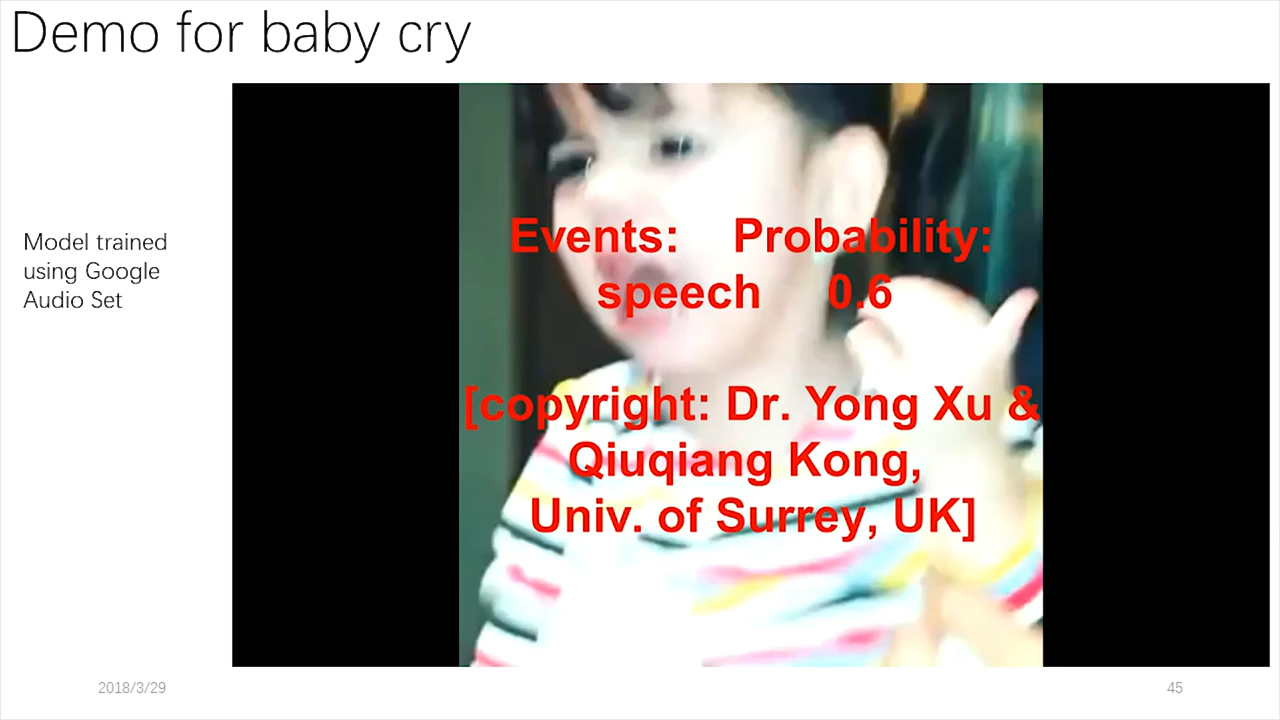 Demo for baby cry
Model trained
using Google
Audio Set
Events: Probability:
speech 0.6
[copyright: Dr. Yong Xu &
Qiuqiang Kong,
Univ. of Surrey, UK]
2018/3/29
45